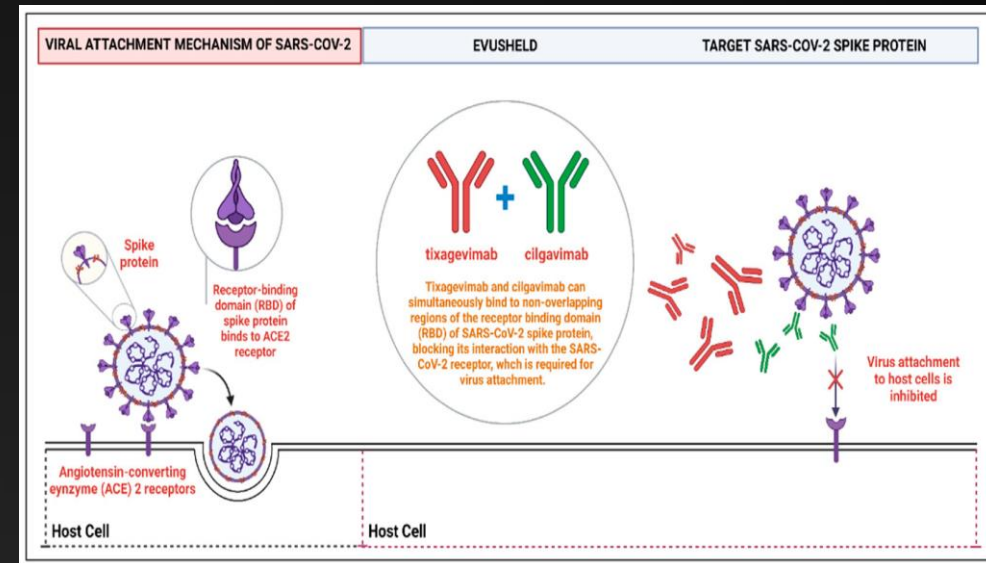 VIRAL ATTACHMENT MECHANISM OF SARS-COV-2
EVUSHELD
TARGET SARS-COV-2 SPIKE PROTEIN
Spike
protein
Receptor-binding
domain (RBD) of
spike protein
binds to ACE2
receptor
Angiotensin-converting
eynzyme (ACE) 2 receptors
Host Cell
+
tixagevimab
cilgavimab
Tixagevimab and cilgavimab can
simultaneously bind to non-overlapping
regions of the receptor binding domain
(RBD) of SARS-CoV-2 spike protein,
blocking its interaction with the SARS-
CoV-2 receptor, whch is required for
virus attachment.
Virus attachment
to host cells is
inhibited
Host Cell